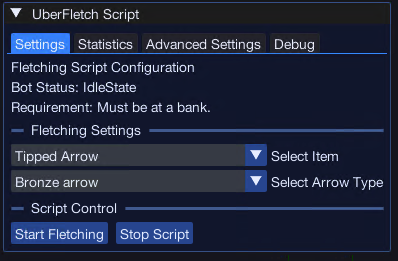 UberFletch Script
Settings Statistics Advanced Settings Debug
Fletching Script Configuration
Bot Status: IdleState
Requirement: Must be at a bank.
Fletching Settings
Tipped Arrow Select Item
Bronze arrow Select Arrow Type
Script Control
Start Fletching Stop Script